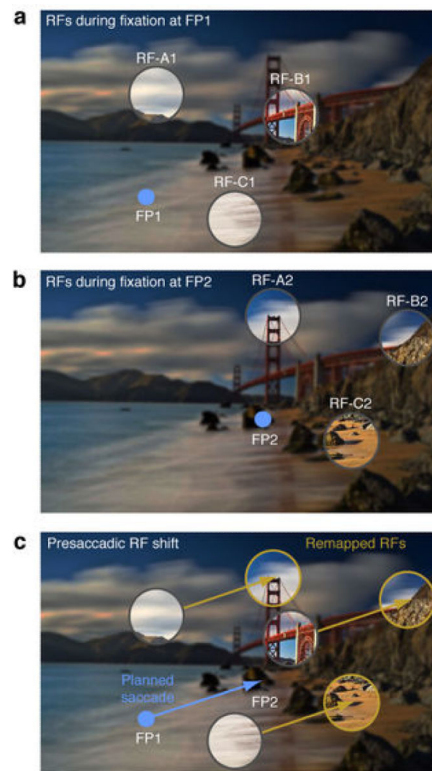 a
RFs during fixation at FP1
RF-A1
RF-B1
RF-C1
FP1
b
RFs during fixation at FP2
RF-A2
RF-B2
RF-C2
FP2
c
Presaccadic RF shift
Remapped RFs
Planned
saccade
FP2
FP1